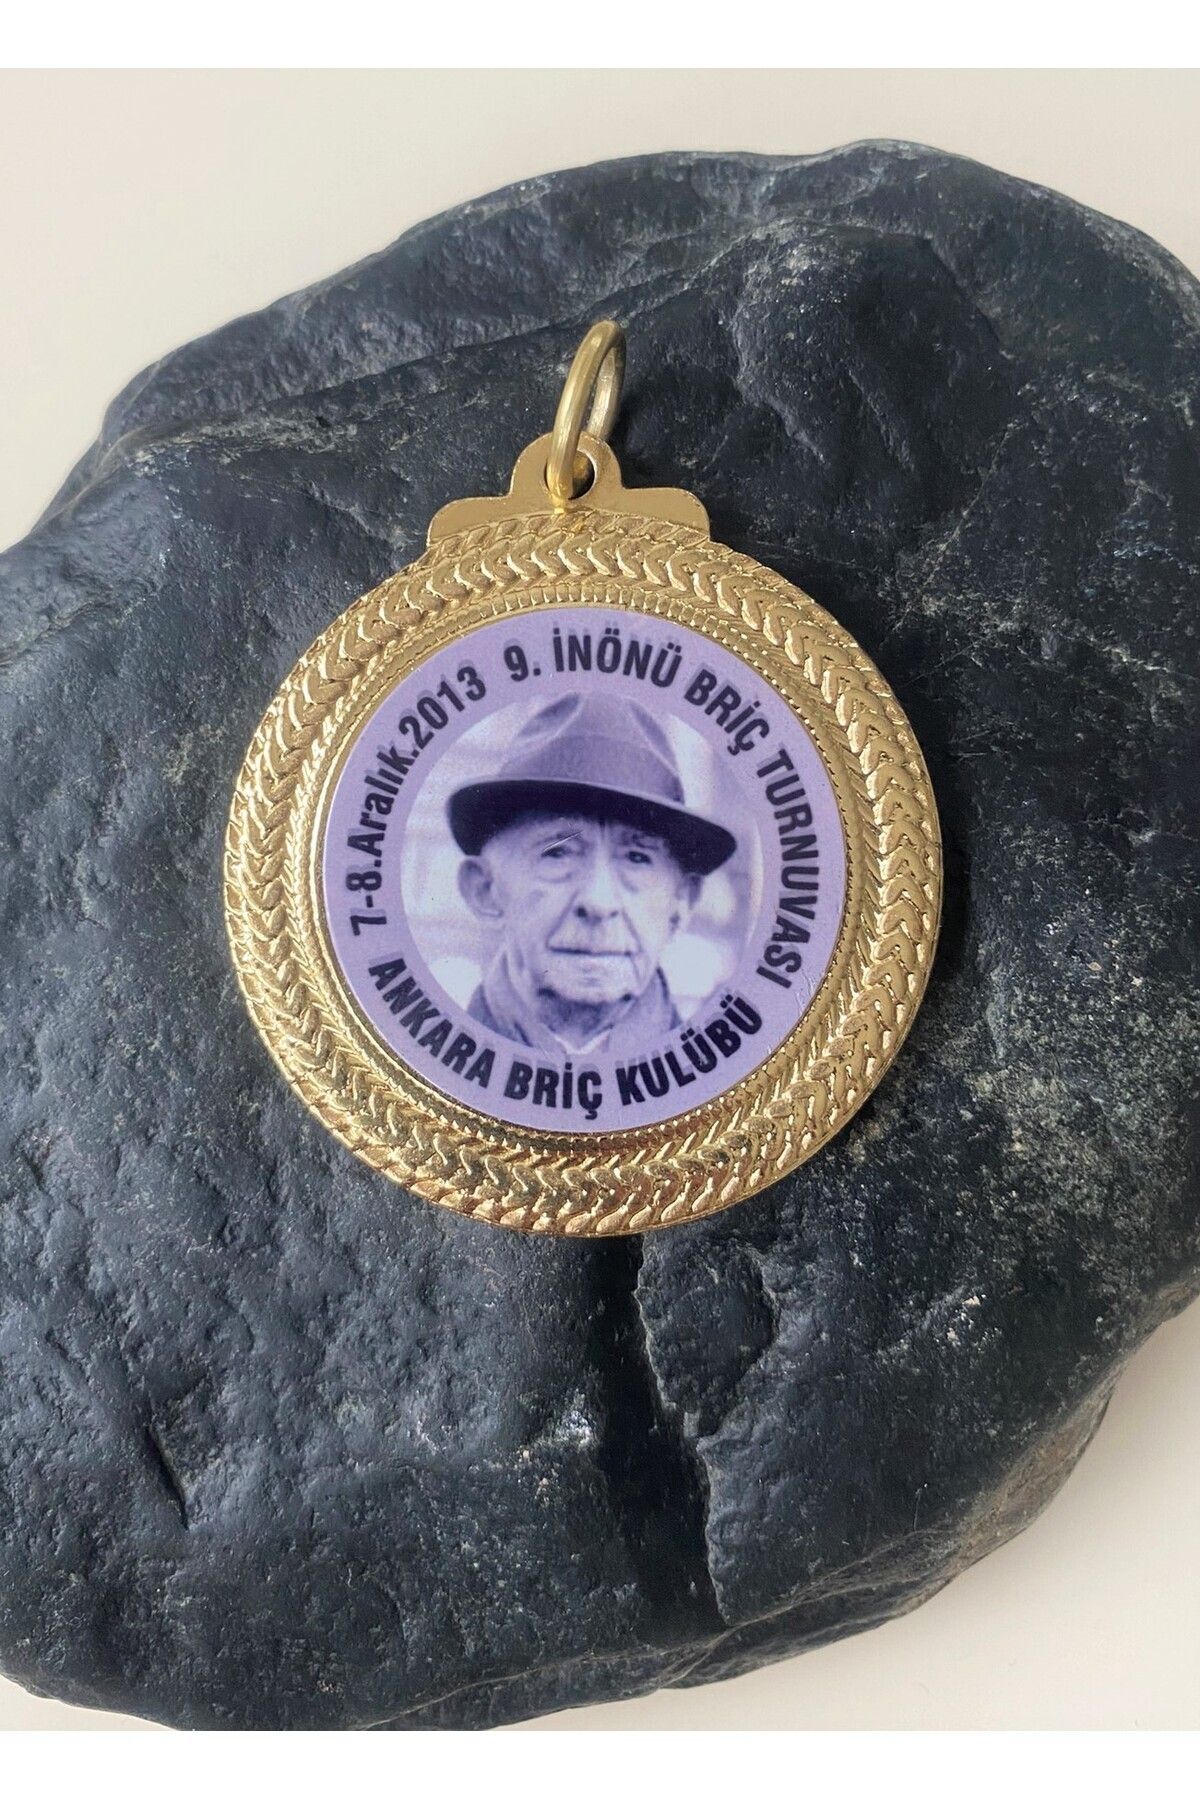 7-8.Aralık.2013 9. İNÖNÜ BRİÇ TURNUVASI
ANKARA BRİÇ KULÜBÜ